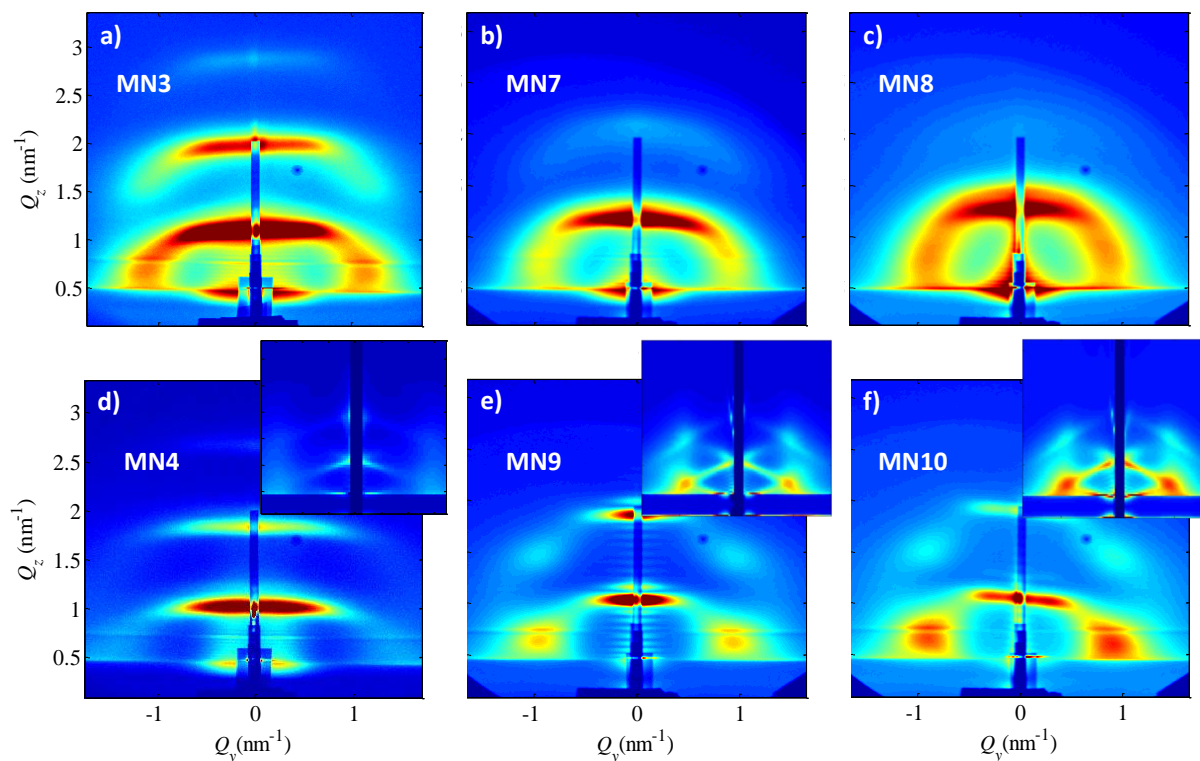 a)
MN3
b)
MN7
c)
MN8
3
2.5
2
1.5
1
0.5
Q_z (nm⁻¹)
d)
MN4
e)
MN9
f)
MN10
3
2.5
2
1.5
1
0.5
Q_z (nm⁻¹)
-1 0 1
-1 0 1
-1 0 1
Q_y(nm⁻¹)
Q_y(nm⁻¹)
Q_y(nm⁻¹)